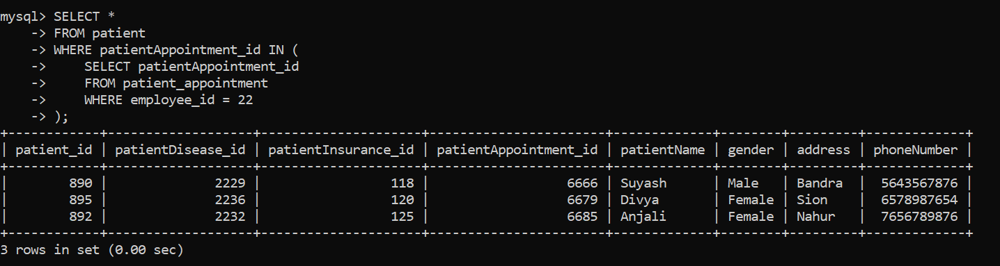 mysql> SELECT *
    -> FROM patient
    -> WHERE patientAppointment_id IN (
    ->     SELECT patientAppointment_id
    ->     FROM patient_appointment
    ->     WHERE employee_id = 22
    -> );
+------------+-------------------+---------------------+-----------------------+-------------+--------+---------+-------------+
| patient_id | patientDisease_id | patientInsurance_id | patientAppointment_id | patientName | gender | address | phoneNumber |
+------------+-------------------+---------------------+-----------------------+-------------+--------+---------+-------------+
|        890 |              2229 |                 118 |                  6666 | Suyash      | Male   | Bandra  |  5643567876 |
|        895 |              2236 |                 120 |                  6679 | Divya       | Female | Sion    |  6578987654 |
|        892 |              2232 |                 125 |                  6685 | Anjali      | Female | Nahur   |  7656789876 |
+------------+-------------------+---------------------+-----------------------+-------------+--------+---------+-------------+
3 rows in set (0.00 sec)